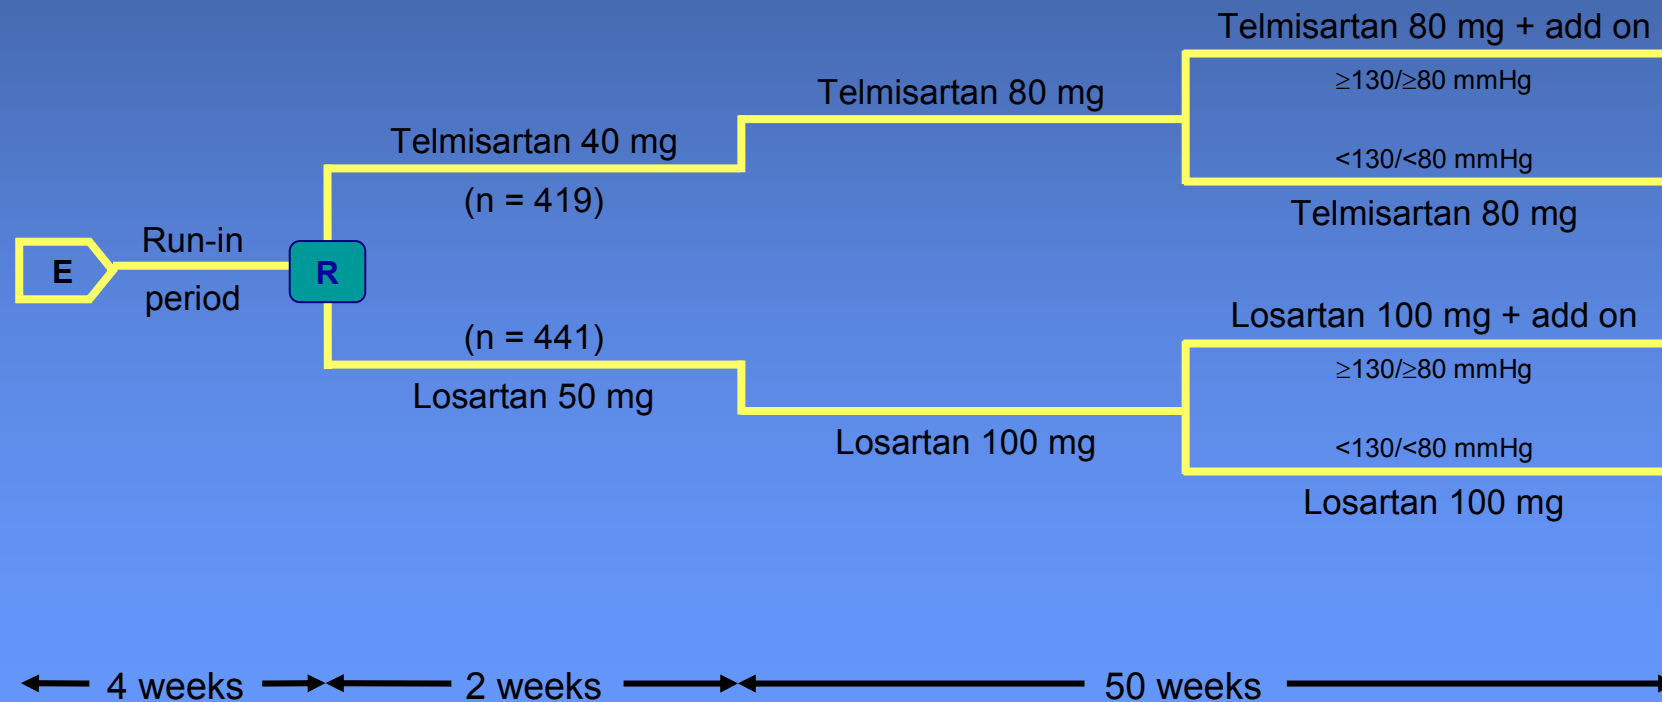 Telmisartan 80 mg + add on
≥130/≥80 mmHg
Telmisartan 80 mg
Telmisartan 40 mg
<130/<80 mmHg
(n = 419)
Telmisartan 80 mg
Run-in
E
R
period
Losartan 100 mg + add on
(n = 441)
≥130/≥80 mmHg
Losartan 50 mg
Losartan 100 mg
<130/<80 mmHg
Losartan 100 mg
4 weeks
2 weeks
50 weeks